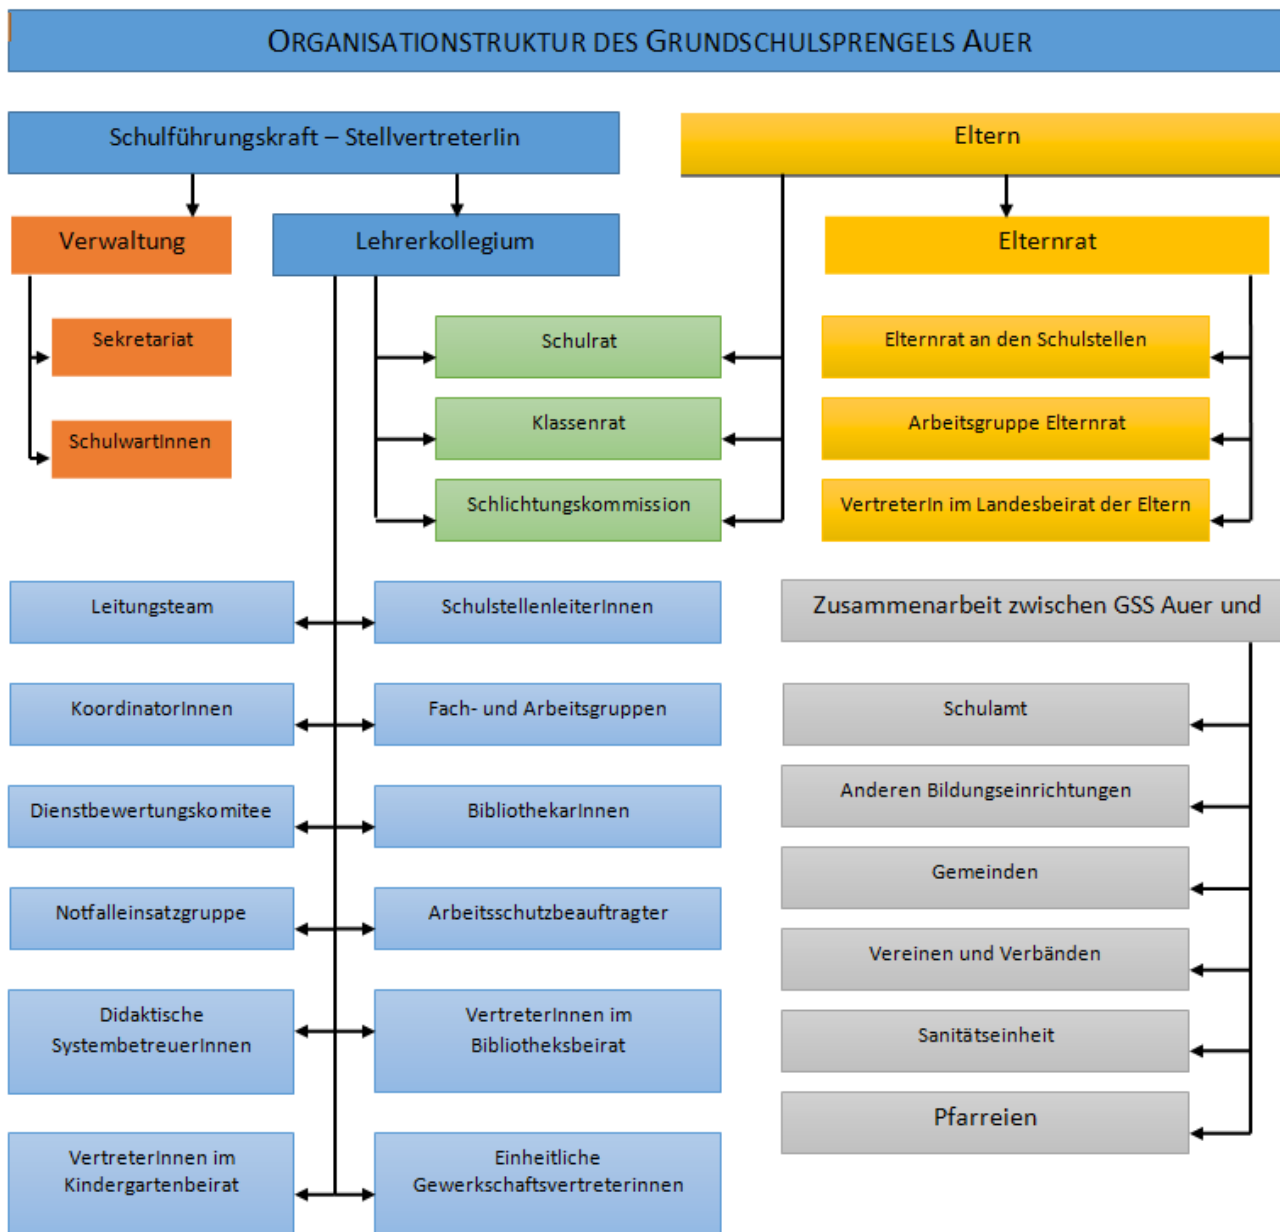 ORGANISATIONSTRUKTUR DES GRUNDSCHULSPRENGELS AUER
Schulführungskraft – StellvertreterIin
Eltern
Verwaltung
Lehrerkollegium
Elternrat
Sekretariat
Schulrat
Elternrat an den Schulstellen
SchulwartInnen
Klassenrat
Arbeitsgruppe Elternrat
Schlichtungskommission
VertreterIn im Landesbeirat der Eltern
Leitungsteam
SchulstellenleiterInnen
Zusammenarbeit zwischen GSS Auer und
KoordinatorInnen
Fach- und Arbeitsgruppen
Schulamt
Dienstbewertungskomitee
BibliothekarInnen
Anderen Bildungseinrichtungen
Gemeinden
Notfalleinsatzgruppe
Arbeitsschutzbeauftragter
Vereinen und Verbänden
Didaktische
SystembetreuerInnen
VertreterInnen im
Bibliotheksbeirat
Sanitätseinheit
Pfarreien
VertreterInnen im
Kindergartenbeirat
Einheitliche
Gewerkschaftsvertreterinnen